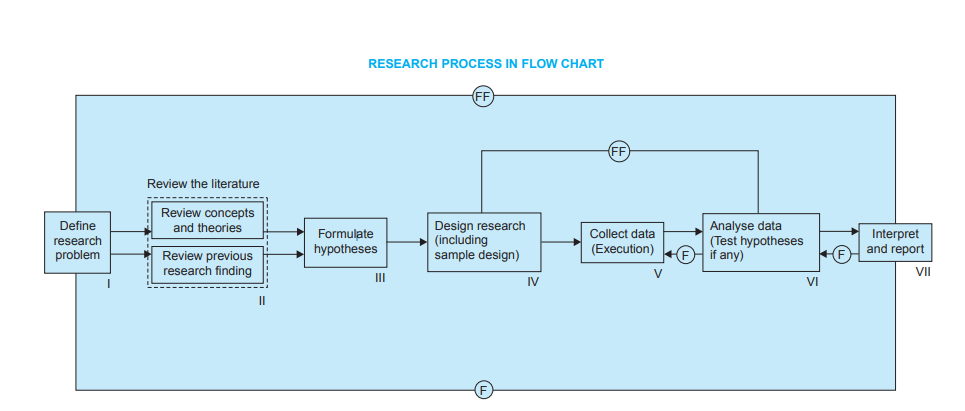 RESEARCH PROCESS IN FLOW CHART
FF
FF
Review the literature
Define
research
problem
I
Review concepts
and theories
Review previous
research finding
II
Formulate
hypotheses
III
Design research
(including
sample design)
IV
Collect data
(Execution)
V
F
Analyse data
(Test hypotheses
if any)
VI
F
Interpret
and report
VII
F